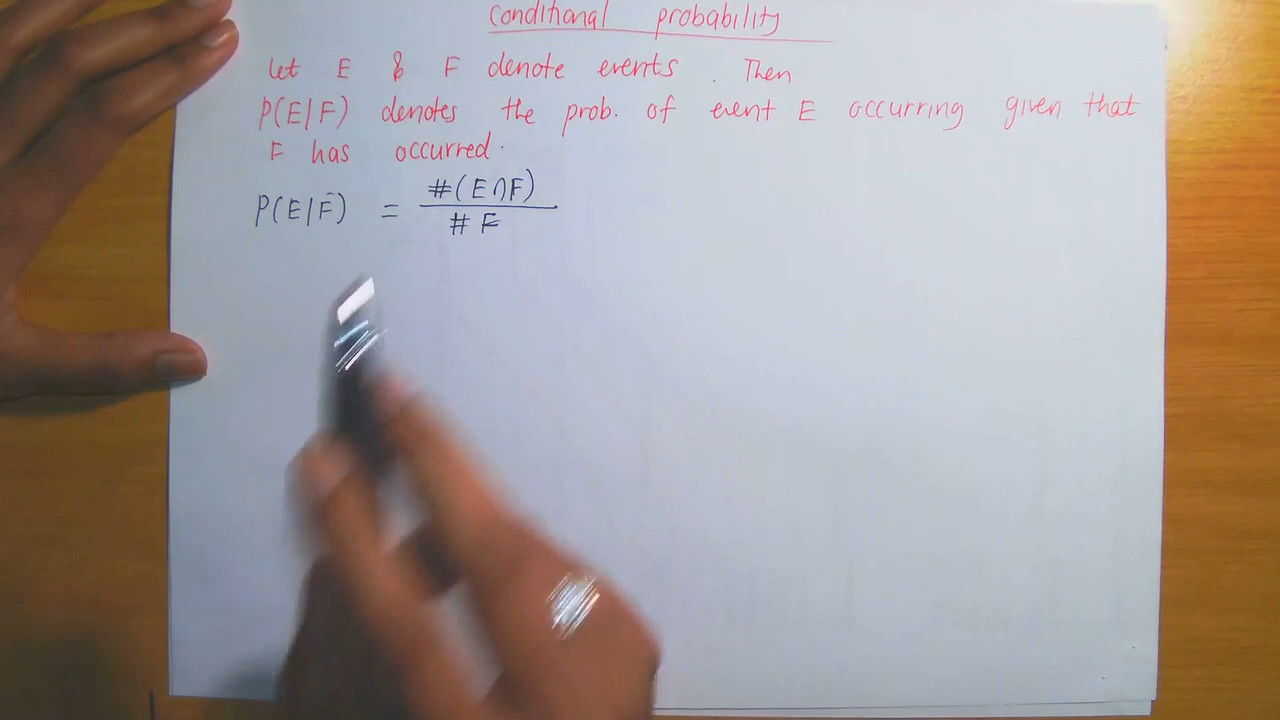 conditional probability
let E & F denote events . Then
P(E|F) denotes the prob. of event E occurring given that
F has occurred.
P(E|F) = #(E∩F)
# F